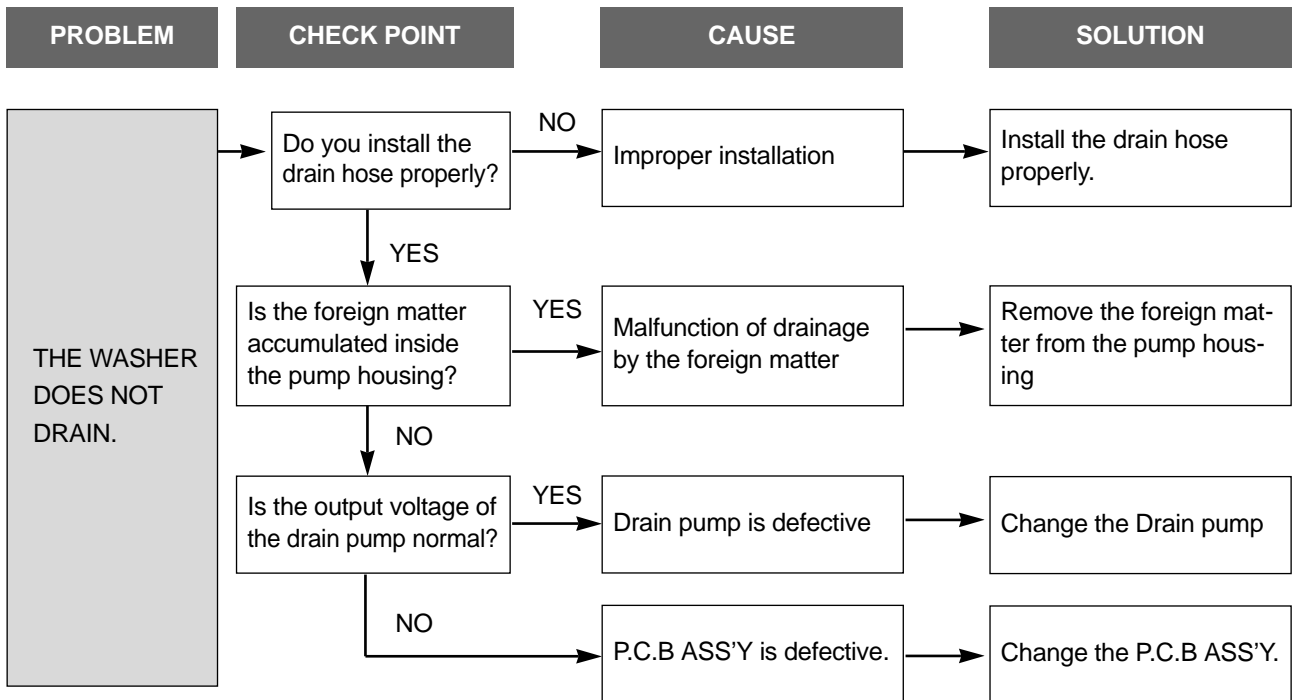 PROBLEM
CHECK POINT
CAUSE
SOLUTION
THE WASHER
DOES NOT
DRAIN.
Do you install the
drain hose properly?
NO
Improper installation
Install the drain hose
properly.
YES
Is the foreign matter
accumulated inside
the pump housing?
YES
Malfunction of drainage
by the foreign matter
Remove the foreign mat-
ter from the pump hous-
ing
NO
Is the output voltage of
the drain pump normal?
YES
Drain pump is defective
Change the Drain pump
NO
P.C.B ASS’Y is defective.
Change the P.C.B ASS’Y.